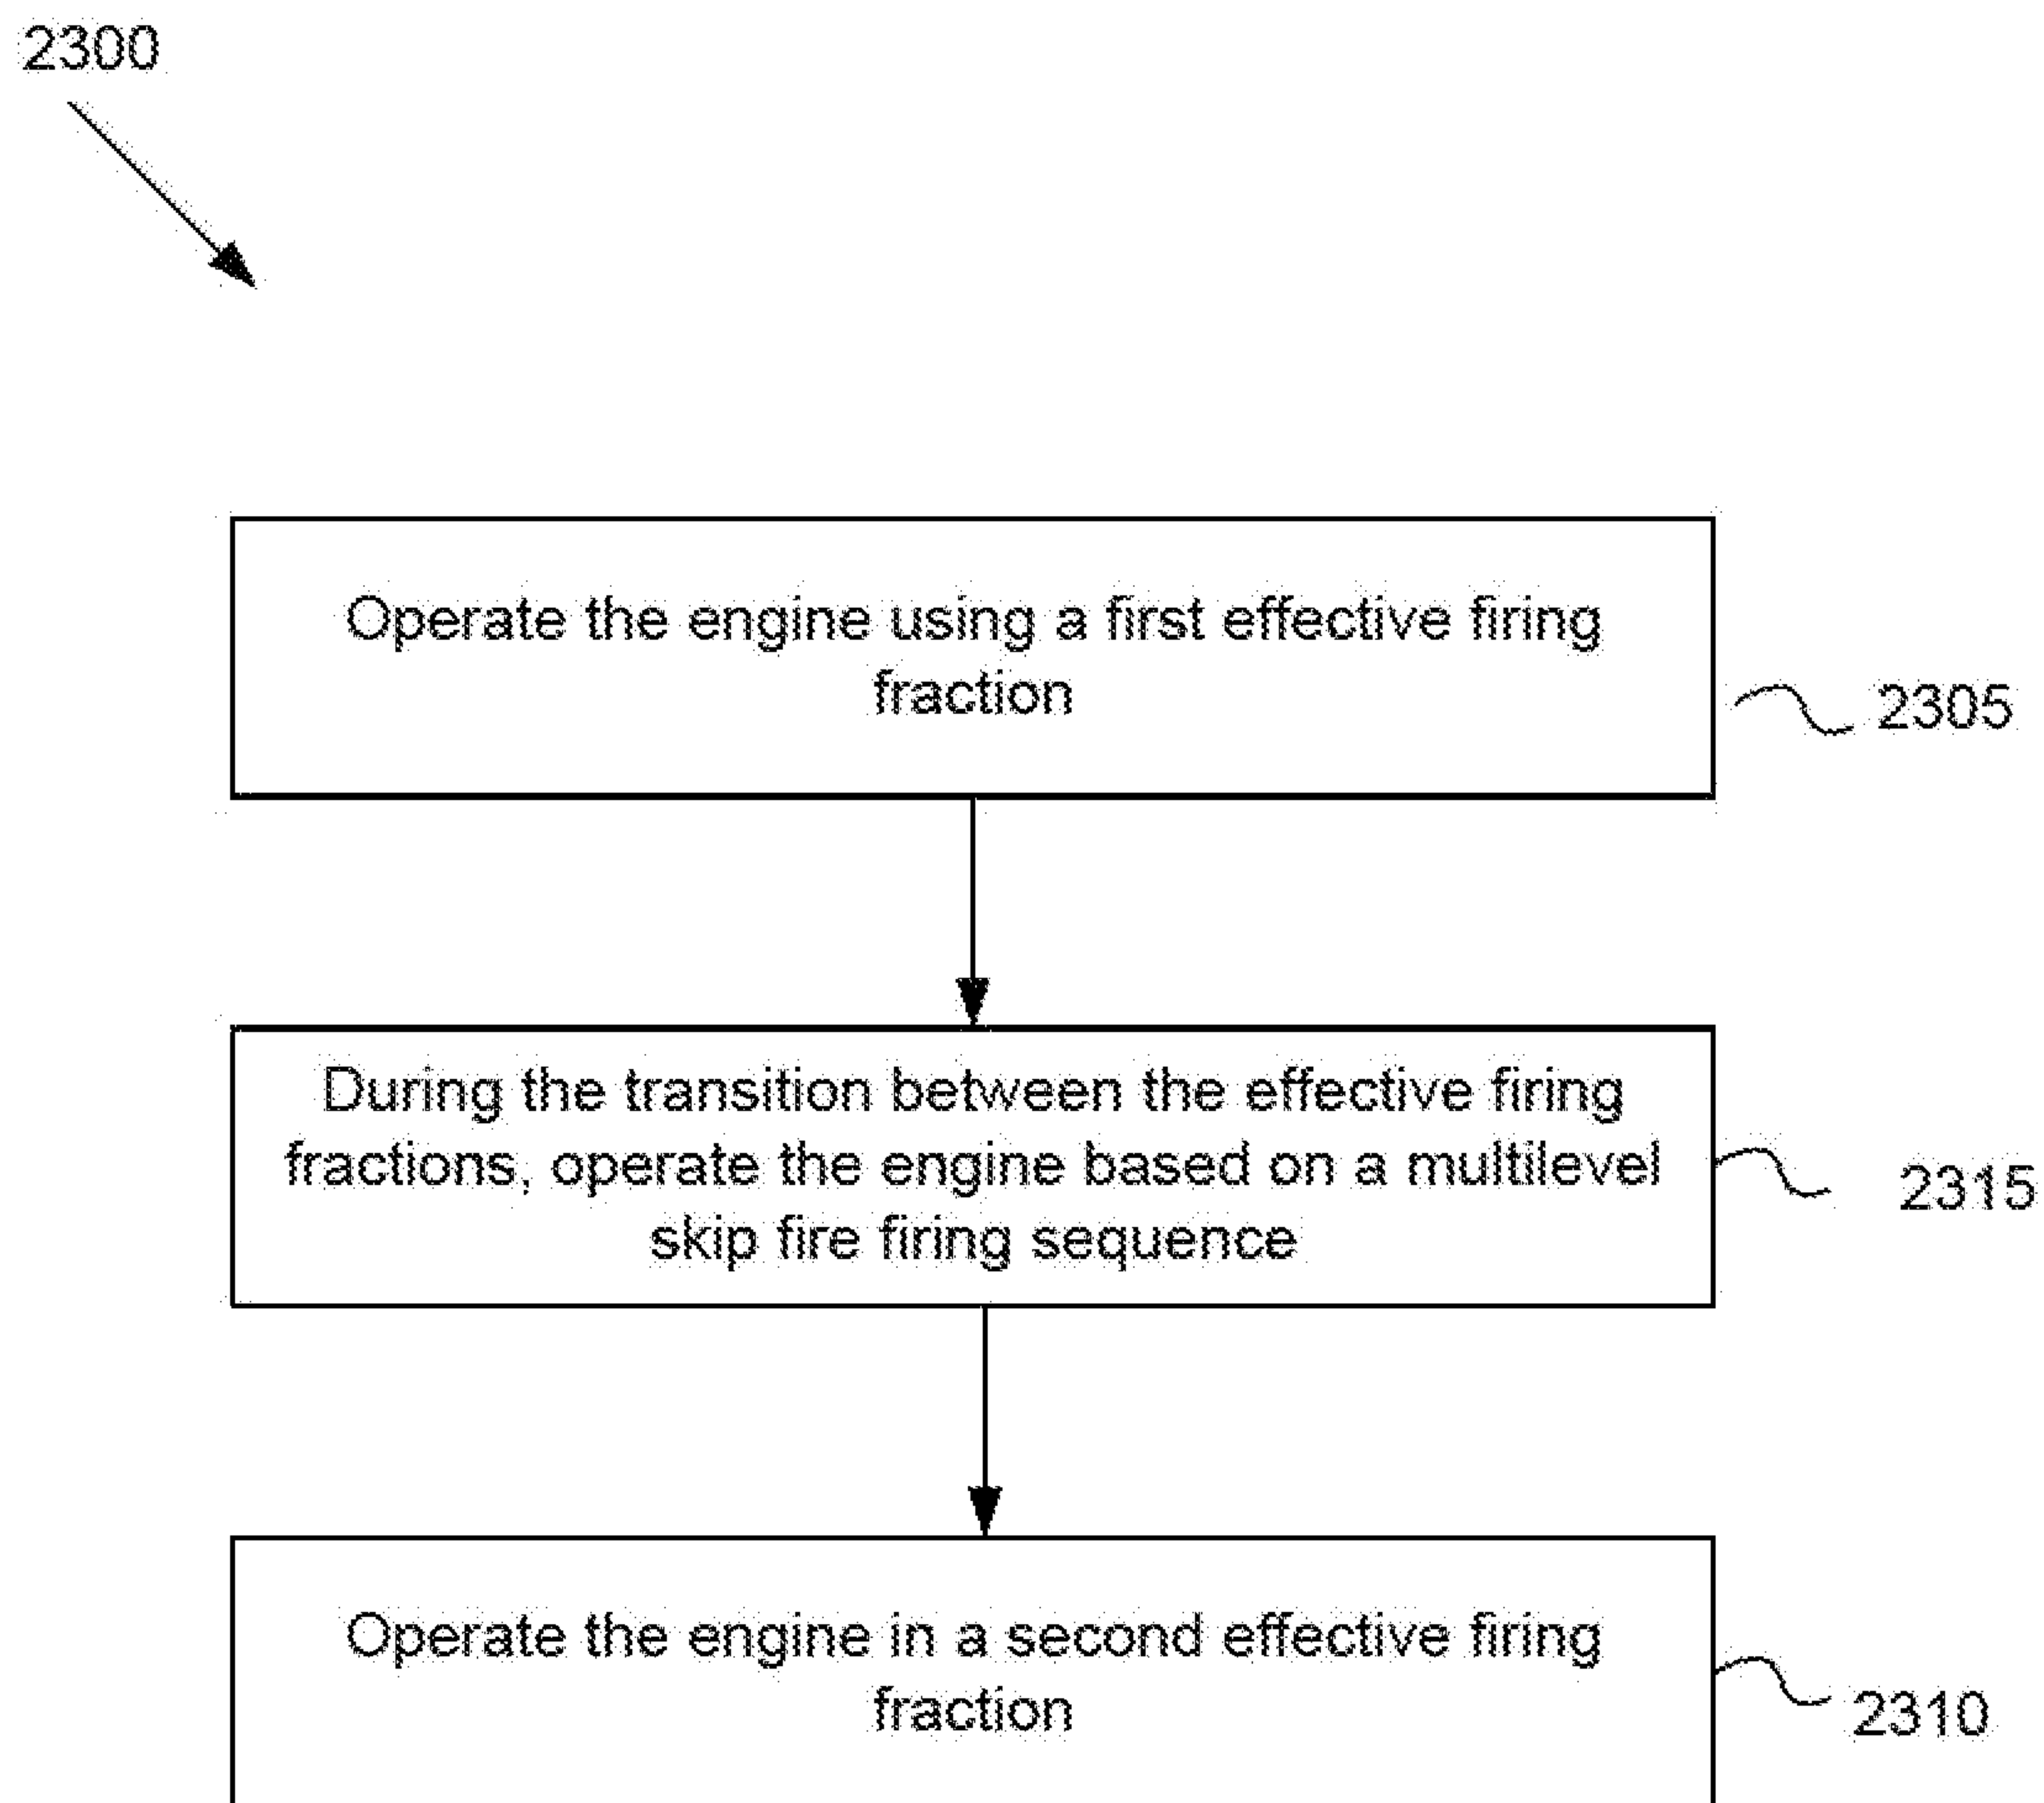 2300
Operate the engine using a first effective firing
fraction
2305
During the transition between the effective firing
fractions, operate the engine based on a multilevel
skip fire firing sequence
2315
Operate the engine in a second effective firing
fraction
2310